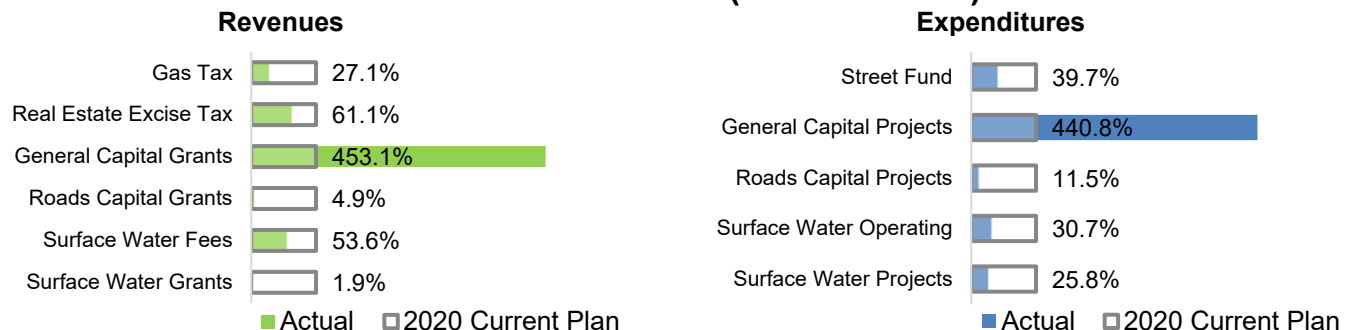 Revenues
Gas Tax 27.1%
Real Estate Excise Tax 61.1%
General Capital Grants 453.1%
Roads Capital Grants 4.9%
Surface Water Fees 53.6%
Surface Water Grants 1.9%
Actual 2020 Current Plan
Expenditures
Street Fund 39.7%
General Capital Projects 440.8%
Roads Capital Projects 11.5%
Surface Water Operating 30.7%
Surface Water Projects 25.8%
Actual 2020 Current Plan